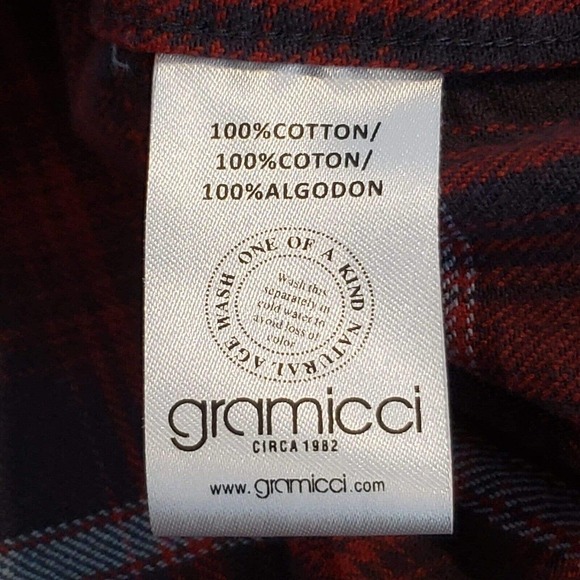 100%COTTON/
100%COTON/
100%ALGODON
ONE OF A KIND NATURAL AGE WASH
Wash this
separately in
cold water to
avoid loss of
color
gramicci
CIRCA 1982
www.gramicci.com